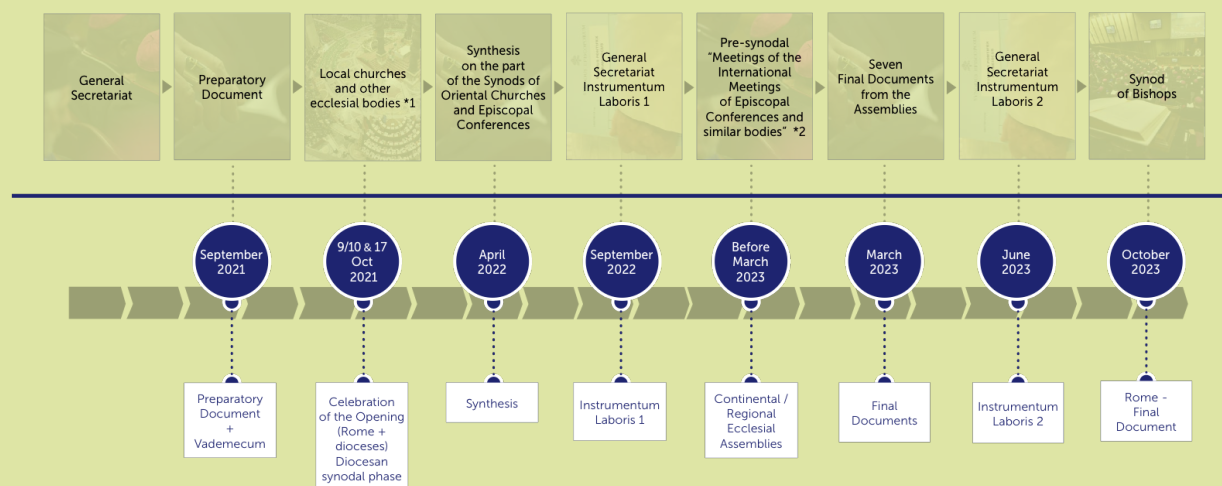 General
Secretariat
Preparatory
Document
Local churches
and other
ecclesial bodies *1
Synthesis
on the part
of the Synods of
Oriental Churches
and Episcopal
Conferences
General
Secretariat
Instrumentum
Laboris 1
Pre-synodal
“Meetings of the
International
Meetings
of Episcopal
Conferences and
similar bodies” *2
Seven
Final Documents
from the
Assemblies
General
Secretariat
Instrumentum
Laboris 2
Synod
of Bishops
September
2021
9/10 & 17
Oct
2021
April
2022
September
2022
Before
March
2023
March
2023
June
2023
October
2023
Preparatory
Document
+
Vademecum
Celebration
of the Opening
(Rome +
dioceses)
Diocesan
synodal phase
Synthesis
Instrumentum
Laboris 1
Continental /
Regional
Ecclesial
Assemblies
Final
Documents
Instrumentum
Laboris 2
Rome -
Final
Document